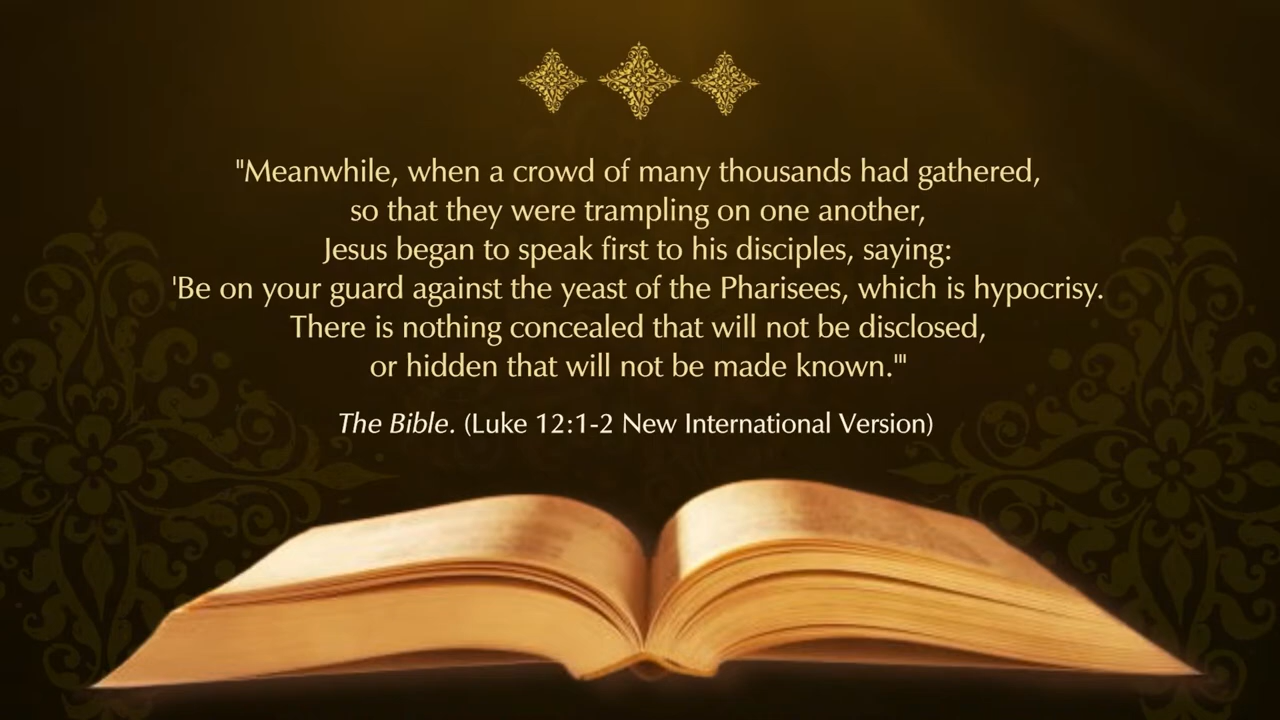 "Meanwhile, when a crowd of many thousands had gathered,
so that they were trampling on one another,
Jesus began to speak first to his disciples, saying:
'Be on your guard against the yeast of the Pharisees, which is hypocrisy.
There is nothing concealed that will not be disclosed,
or hidden that will not be made known.'"
The Bible. (Luke 12:1-2 New International Version)